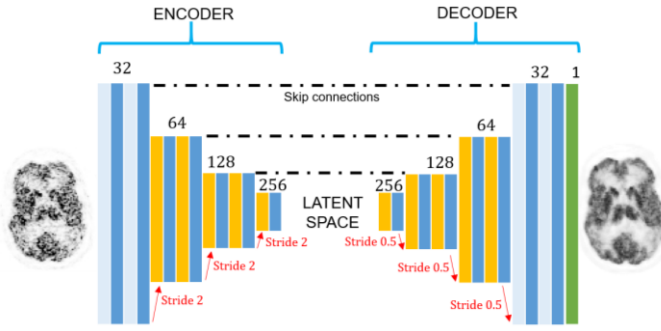 ENCODER
DECODER
32
32
1
Skip connections
64
64
128
128
256
256
LATENT
SPACE
Stride 2
Stride 0.5
Stride 2
Stride 0.5
Stride 2
Stride 0.5